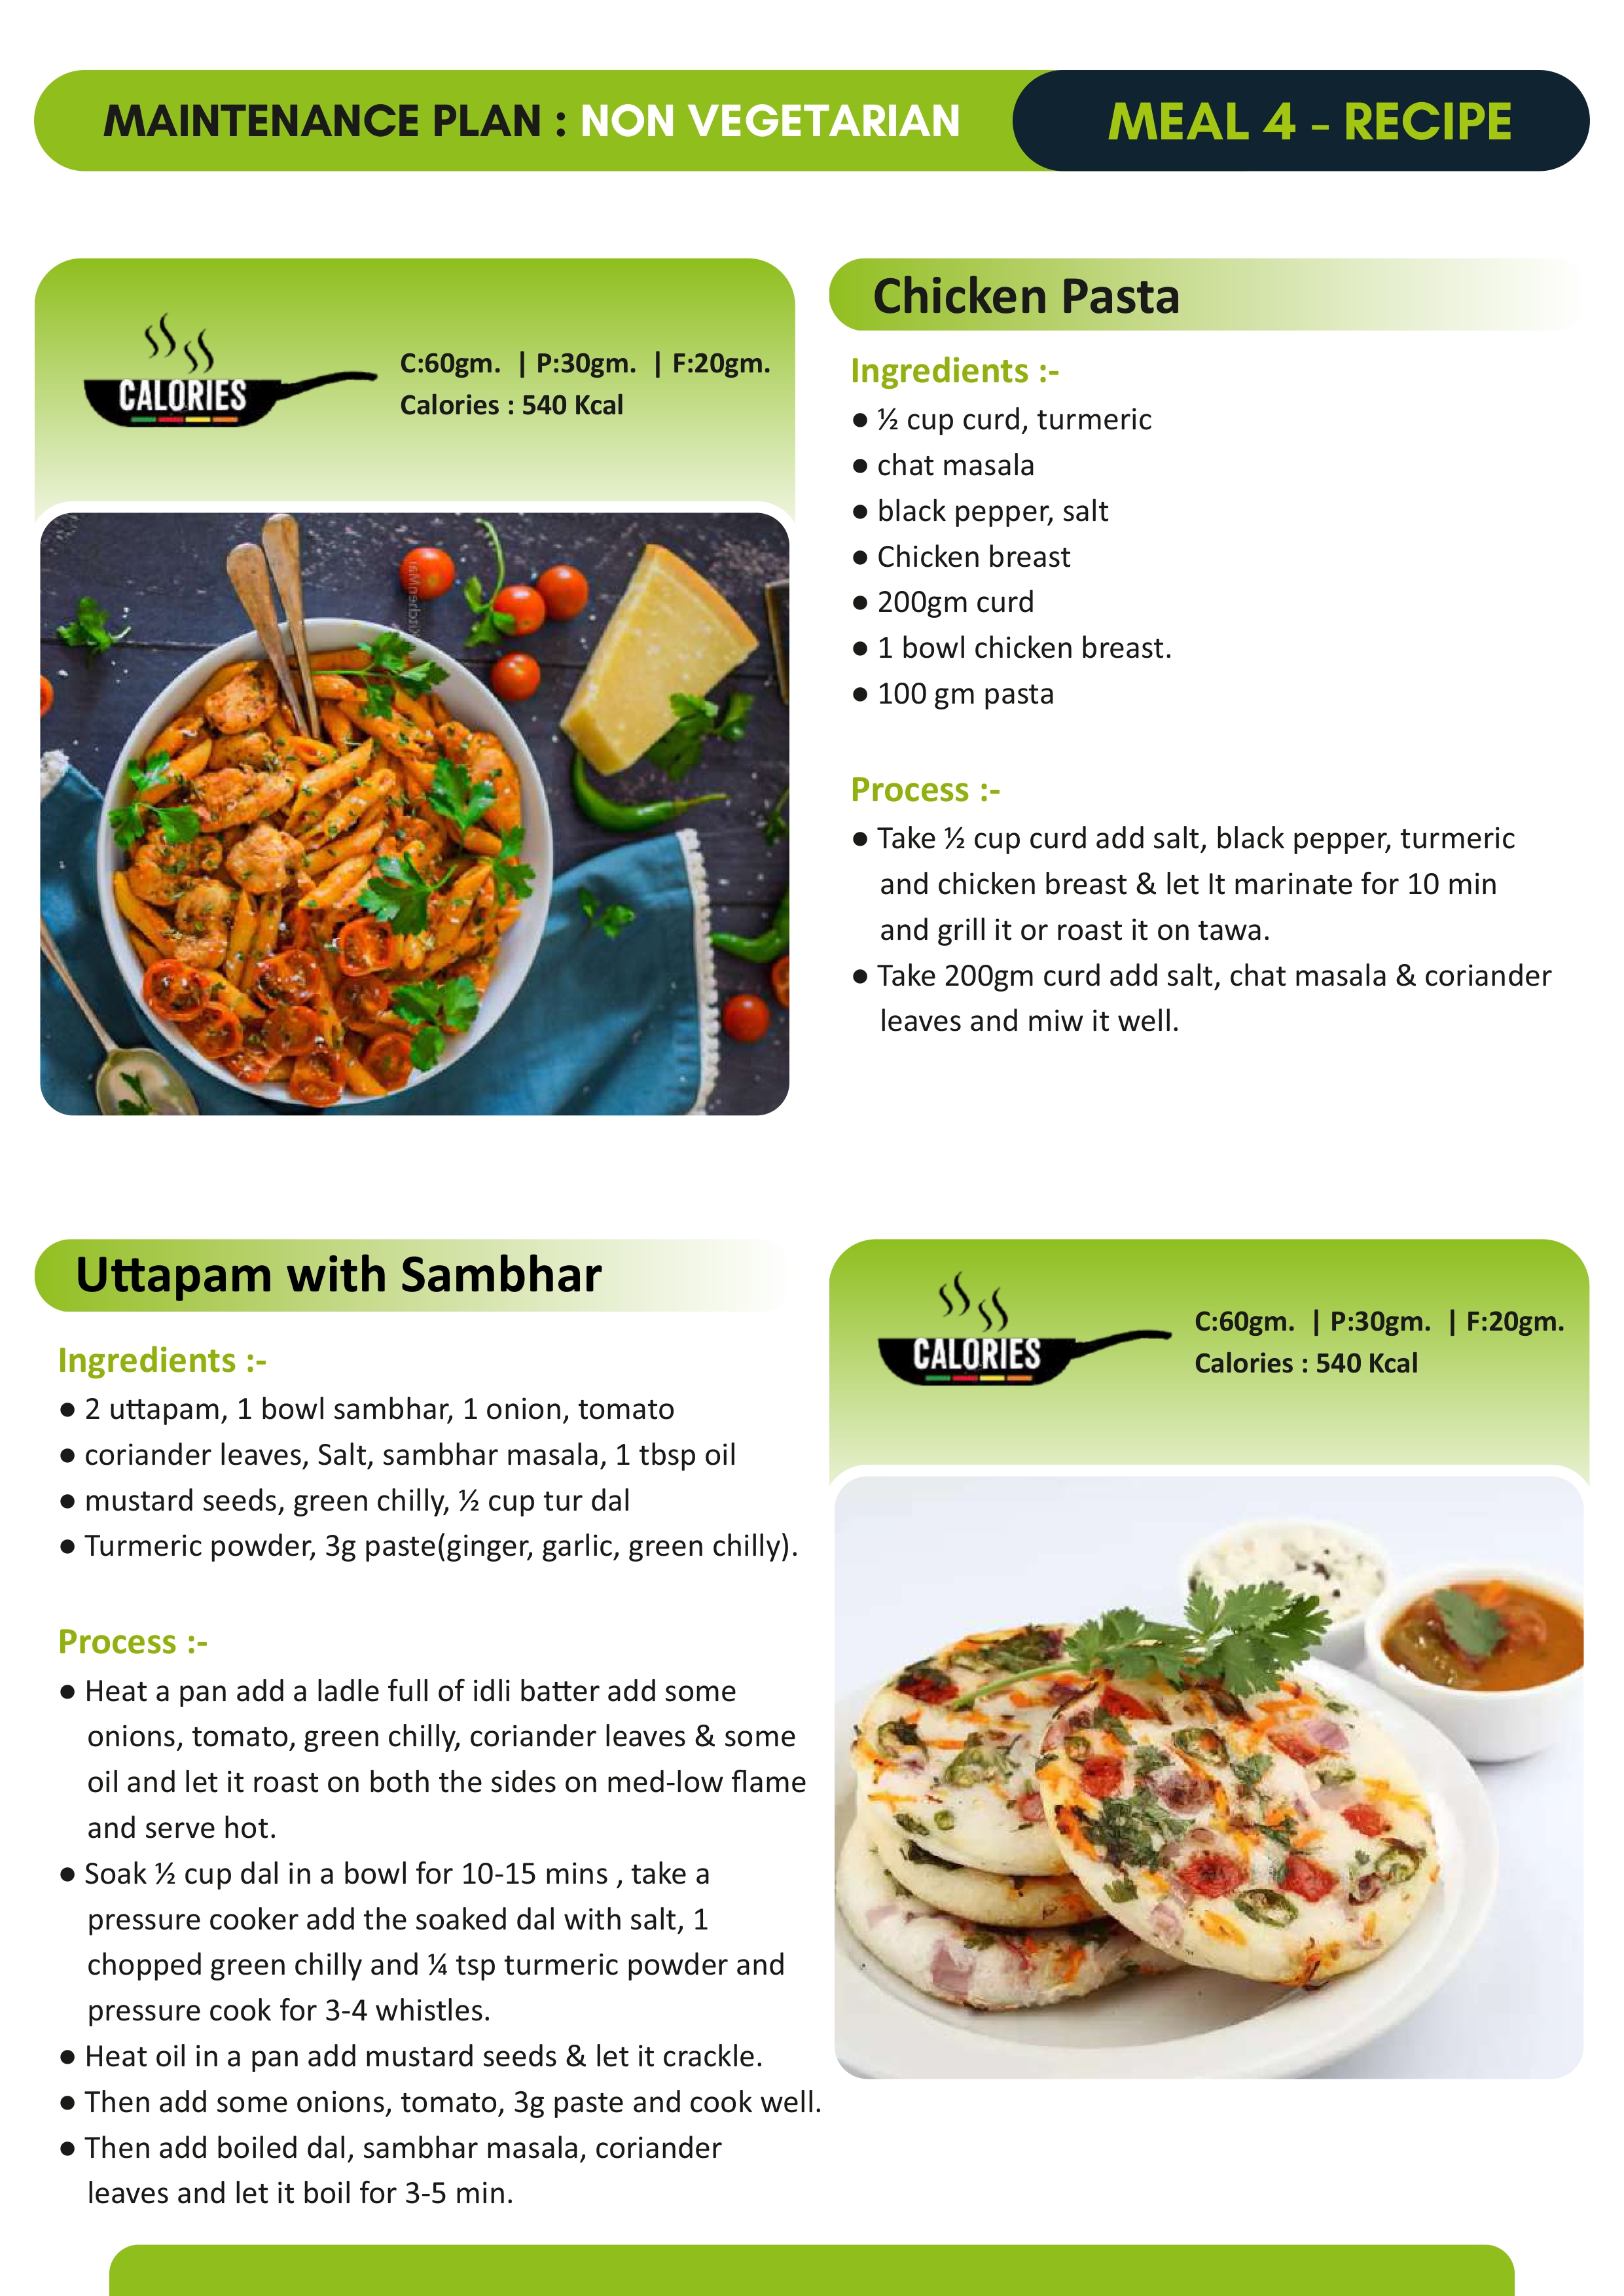 MAINTENANCE PLAN : NON VEGETARIAN
MEAL 4 - RECIPE
CALORIES
C:60gm. | P:30gm. | F:20gm.
Calories : 540 Kcal
Chicken Pasta
Ingredients :-
● ½ cup curd, turmeric
● chat masala
● black pepper, salt
● Chicken breast
● 200gm curd
● 1 bowl chicken breast.
● 100 gm pasta
Process :-
● Take ½ cup curd add salt, black pepper, turmeric
and chicken breast & let It marinate for 10 min
and grill it or roast it on tawa.
● Take 200gm curd add salt, chat masala & coriander
leaves and miw it well.
Uttapam with Sambhar
Ingredients :-
● 2 uttapam, 1 bowl sambhar, 1 onion, tomato
● coriander leaves, Salt, sambhar masala, 1 tbsp oil
● mustard seeds, green chilly, ½ cup tur dal
● Turmeric powder, 3g paste(ginger, garlic, green chilly).
Process :-
● Heat a pan add a ladle full of idli batter add some
onions, tomato, green chilly, coriander leaves & some
oil and let it roast on both the sides on med-low flame
and serve hot.
● Soak ½ cup dal in a bowl for 10-15 mins , take a
pressure cooker add the soaked dal with salt, 1
chopped green chilly and ¼ tsp turmeric powder and
pressure cook for 3-4 whistles.
● Heat oil in a pan add mustard seeds & let it crackle.
● Then add some onions, tomato, 3g paste and cook well.
● Then add boiled dal, sambhar masala, coriander
leaves and let it boil for 3-5 min.
CALORIES
C:60gm. | P:30gm. | F:20gm.
Calories : 540 Kcal